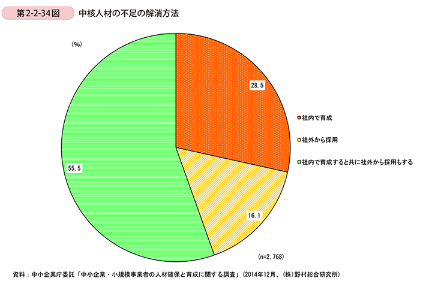 第2-2-34図 中核人材の不足の解消方法
(%)
28.5
社内で育成
社外から採用
社内で育成すると共に社外から採用もする
55.5
16.1
(n=2,768)
資料：中小企業庁委託「中小企業・小規模事業者の人材確保と育成に関する調査」(2014年12月、(株)野村総合研究所)